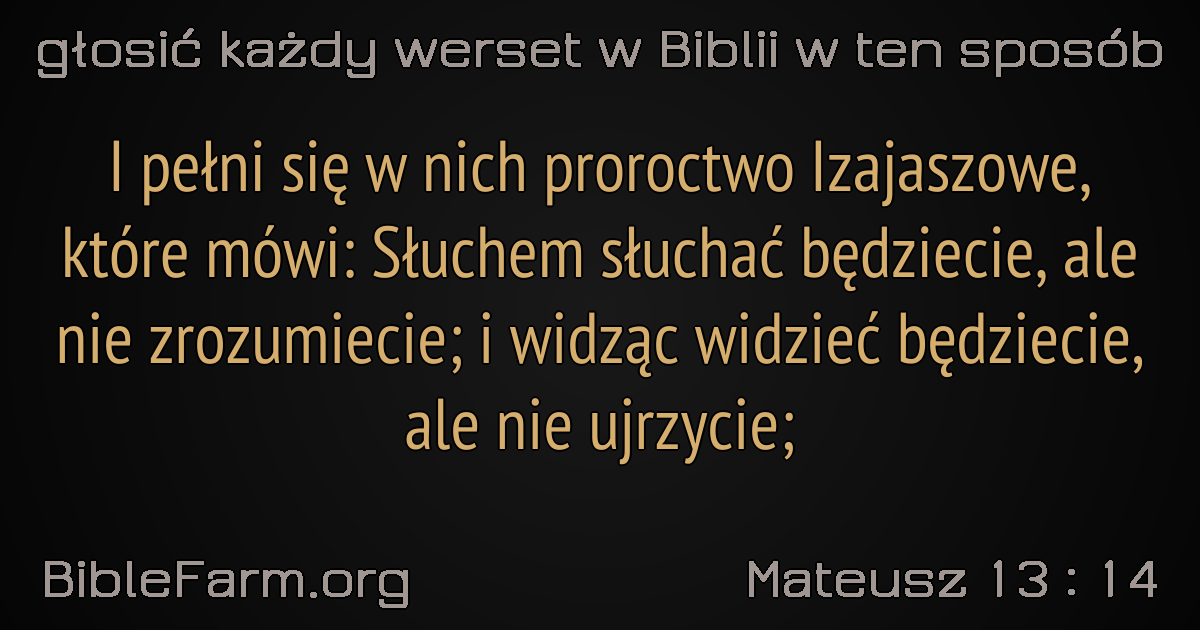 głosić każdy werset w Biblii w ten sposób
I pełni się w nich proroctwo Izajaszowe,
które mówi: Słuchem słuchać będziecie, ale
nie zrozumiecie; i widząc widzieć będziecie,
ale nie ujrzycie;
BibleFarm.org
Mateusz 13 : 14